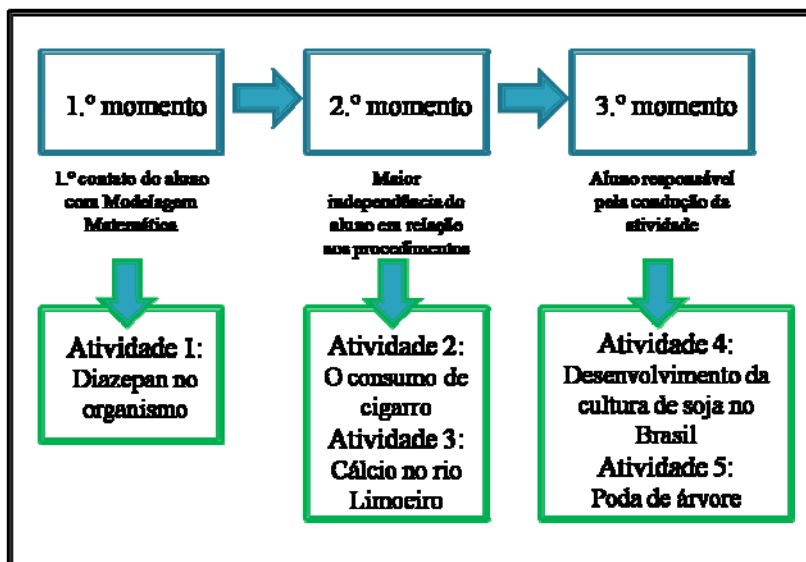 1.º momento
2.º momento
3.º momento
1.º contato do aluno
com Modelagem
Matemática
Maior
independência do
aluno em relação
aos procedimentos
Aluno responsável
pela condução da
atividade
Atividade 1:
Diazepan no
organismo
Atividade 2:
O consumo de
cigarro
Atividade 3:
Cálcio no rio
Limoeiro
Atividade 4:
Desenvolvimento da
cultura de soja no
Brasil
Atividade 5:
Poda de árvore